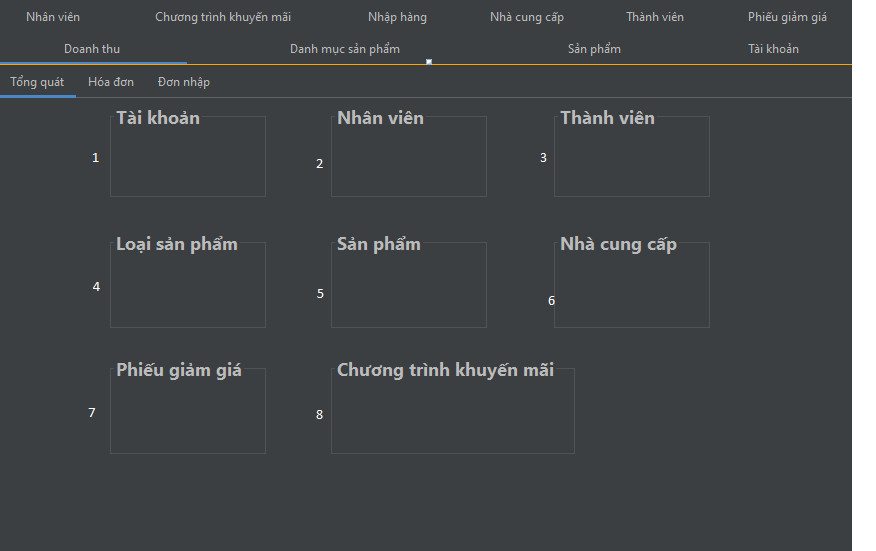 Nhân viên Chương trình khuyến mãi Nhập hàng Nhà cung cấp Thành viên Phiếu giảm giá
Doanh thu Danh mục sản phẩm Sản phẩm Tài khoản
Tổng quát Hóa đơn Đơn nhập
Tài khoản Nhân viên Thành viên
1 2 3
Loại sản phẩm Sản phẩm Nhà cung cấp
4 5 6
Phiếu giảm giá Chương trình khuyến mãi
7 8